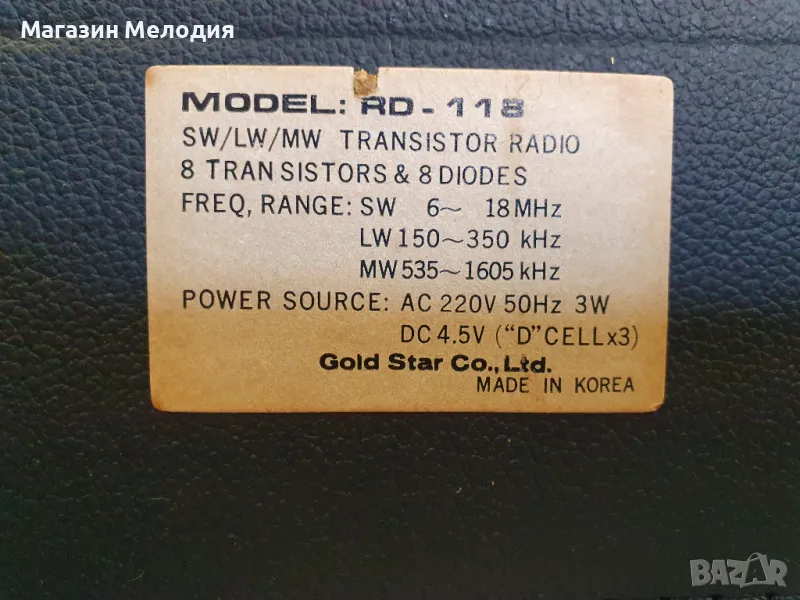 Магазин Мелодия
MODEL: RD-118
SW/LW/MW TRANSISTOR RADIO
8 TRANSISTORS & 8 DIODES
FREQ, RANGE: SW 6~ 18MHz
LW 150~350 kHz
MW 535~1605 kHz
POWER SOURCE: AC 220V 50Hz 3W
DC 4.5V ("D"CELLx3)
Gold Star Co., Ltd.
MADE IN KOREA
BAZAR